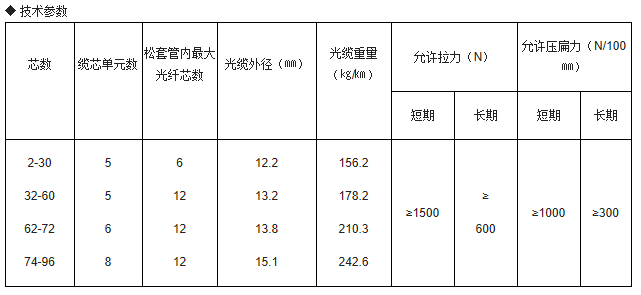 ◆ 技术参数
芯数 缆芯单元数 松套管内最大光纤芯数 光缆外径（㎜） 光缆重量（㎏/㎞） 允许拉力（N） 允许压扁力（N/100㎜）
短期 长期 短期 长期
2-30 5 6 12.2 156.2
32-60 5 12 13.2 178.2
62-72 6 12 13.8 210.3
74-96 8 12 15.1 242.6
≥1500 ≥600 ≥1000 ≥300